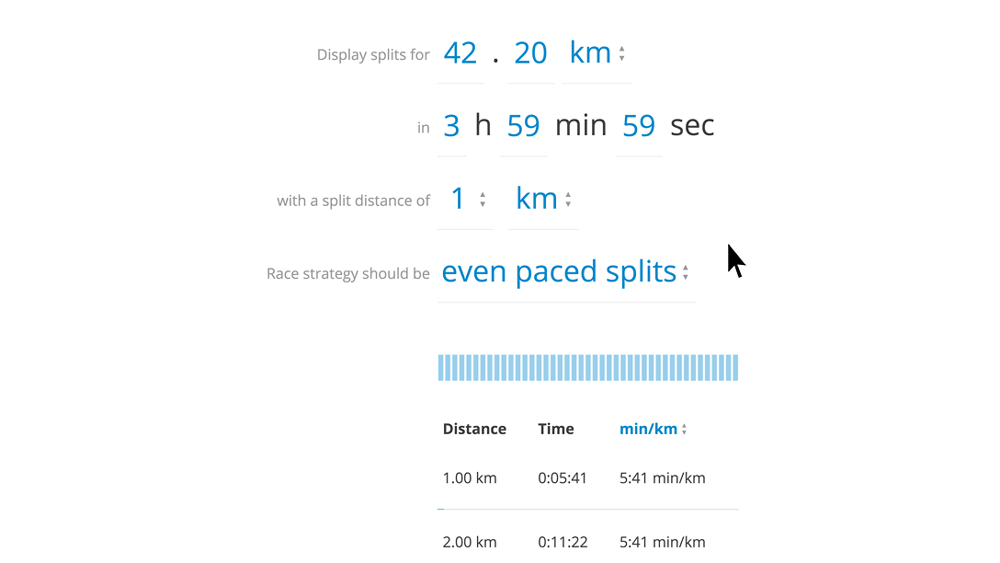 Display splits for 42 . 20 km
in 3 h 59 min 59 sec
with a split distance of 1 km
Race strategy should be even paced splits
Distance Time min/km
1.00 km 0:05:41 5:41 min/km
2.00 km 0:11:22 5:41 min/km